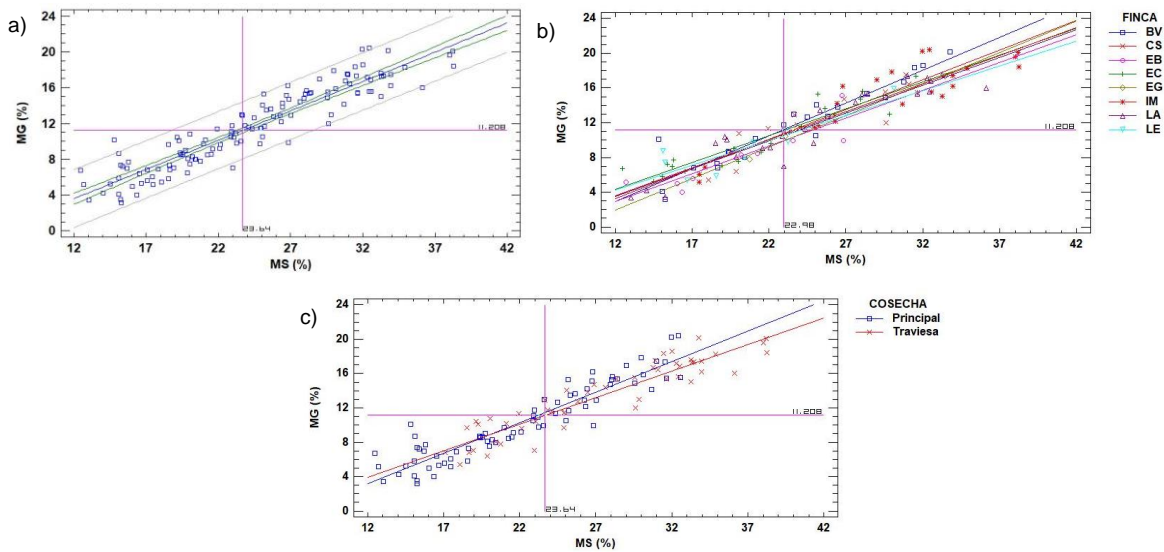 a)
24
20
16
12
8
4
0
MG (%)
11.208
23.64
12 17 22 27 32 37 42
MS (%)
b)
24
20
16
12
8
4
0
MG (%)
11.208
22.98
12 17 22 27 32 37 42
MS (%)
FINCA
BV
CS
EB
EC
EG
IM
LA
LE
c)
24
20
16
12
8
4
0
MG (%)
11.208
23.64
12 17 22 27 32 37 42
MS (%)
COSECHA
Principal
Traviesa